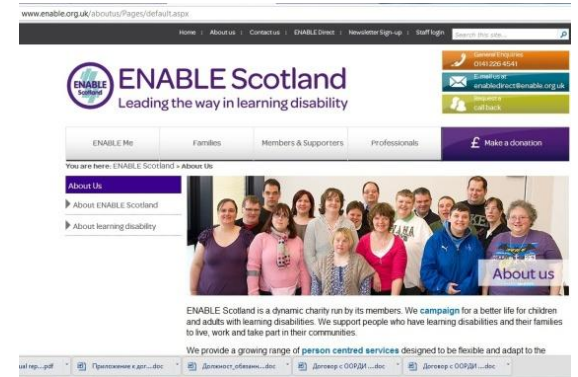 www.enable.org.uk/aboutus/Pages/default.aspx
Home | About us | Contact us | ENABLE Direct | Newsletter Sign-up | Staff login Search this site...
General Enquiries
0141 226 4541
E-mail us at
enabledirect@enable.org.uk
Request a
call back
ENABLE
Scotland
ENABLE Scotland
Leading the way in learning disability
ENABLE Me Families Members & Supporters Professionals £ Make a donation
You are here: ENABLE Scotland » About Us
About Us
About ENABLE Scotland
About learning disability
About us
ENABLE Scotland is a dynamic charity run by its members. We campaign for a better life for children
and adults with learning disabilities. We support people who have learning disabilities and their families
to live, work and take part in their communities.
We provide a growing range of person centred services designed to be flexible and adapt to the
ual rep....pdf Приложение к дог....doc Должност_обязанн....doc Договор с ООРДИ ....doc Договор с ООРДИ ....doc